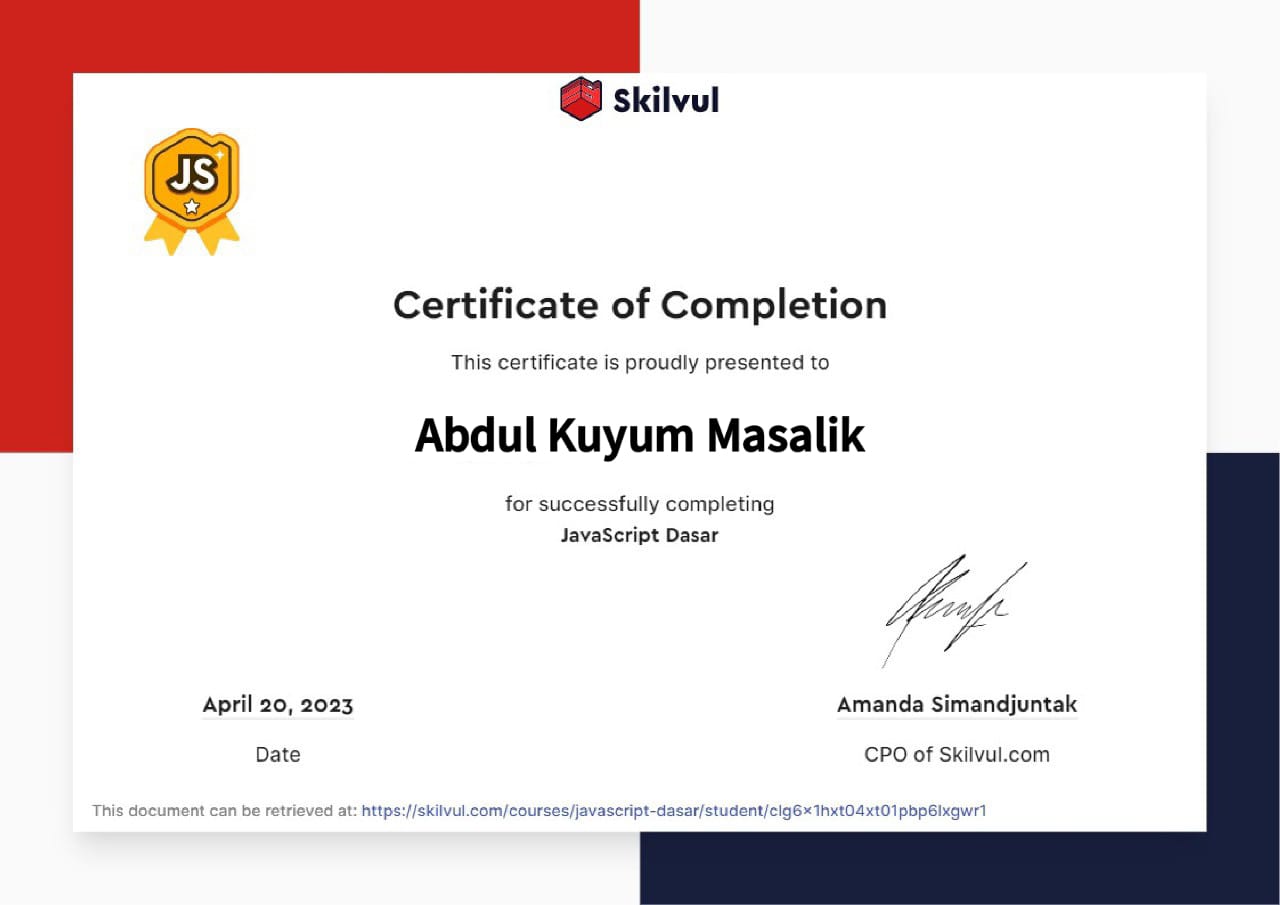 Skilvul
JS
Certificate of Completion
This certificate is proudly presented to
Abdul Kuyum Masalik
for successfully completing
JavaScript Dasar
April 20, 2023
Amanda Simandjuntak
Date
CPO of Skilvul.com
This document can be retrieved at: https://skilvul.com/courses/javascript-dasar/student/clg6x1hxt04xt01pbp6lxgwr1